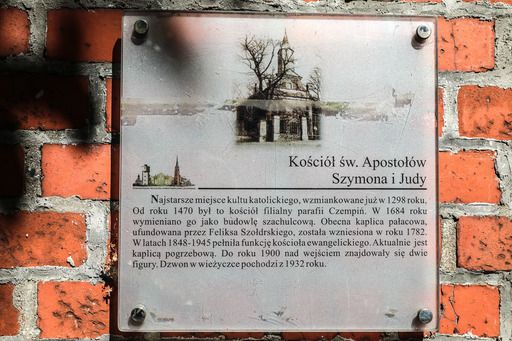 Kościół św. Apostołów
Szymona i Judy
Najstarsze miejsce kultu katolickiego, wzmiankowane już w 1298 roku.
Od roku 1470 był to kościół filialny parafii Czempiń. W 1684 roku
wymieniano go jako budowlę szachulcową. Obecna kaplica pałacowa,
ufundowana przez Feliksa Szołdrskiego, została wzniesiona w roku 1782.
W latach 1848-1945 pełniła funkcję kościoła ewangelickiego. Aktualnie jest
kaplicą pogrzebową. Do roku 1900 nad wejściem znajdowały się dwie
figury. Dzwon w wieżyczce pochodzi z 1932 roku.